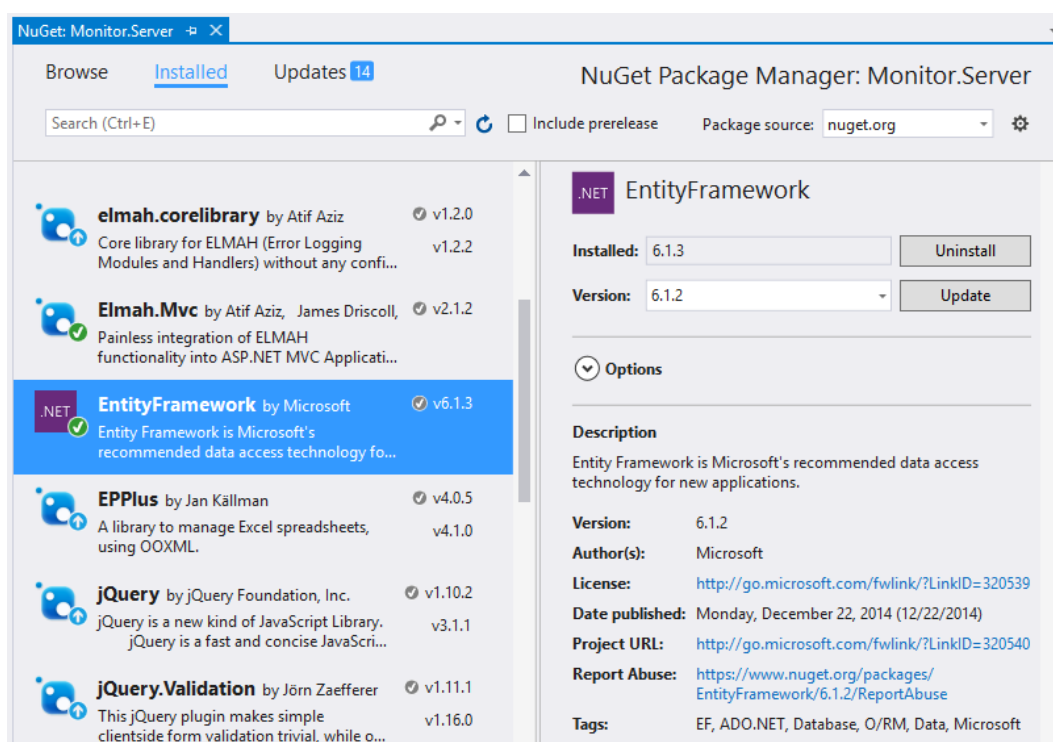 NuGet: Monitor.Server
Browse Installed Updates 14
NuGet Package Manager: Monitor.Server
Search (Ctrl+E)
Include prerelease
Package source: nuget.org
elmah.corelibrary by Atif Aziz v1.2.0
Core library for ELMAH (Error Logging v1.2.2
Modules and Handlers) without any confi...
Elmah.Mvc by Atif Aziz, James Driscoll, v2.1.2
Painless integration of ELMAH
functionality into ASP.NET MVC Applicati...
.NET EntityFramework by Microsoft v6.1.3
Entity Framework is Microsoft's
recommended data access technology fo...
EPPlus by Jan Källman v4.0.5
A library to manage Excel spreadsheets, v4.1.0
using OOXML.
jQuery by jQuery Foundation, Inc. v1.10.2
jQuery is a new kind of JavaScript Library. v3.1.1
jQuery is a fast and concise JavaScri...
jQuery.Validation by Jörn Zaefferer v1.11.1
This jQuery plugin makes simple v1.16.0
clientside form validation trivial, while o...
.NET EntityFramework
Installed: 6.1.3 Uninstall
Version: 6.1.2 Update
Options
Description
Entity Framework is Microsoft's recommended data access
technology for new applications.
Version: 6.1.2
Author(s): Microsoft
License: http://go.microsoft.com/fwlink/?LinkID=320539
Date published: Monday, December 22, 2014 (12/22/2014)
Project URL: http://go.microsoft.com/fwlink/?LinkID=320540
Report Abuse: https://www.nuget.org/packages/
EntityFramework/6.1.2/ReportAbuse
Tags: EF, ADO.NET, Database, O/RM, Data, Microsoft